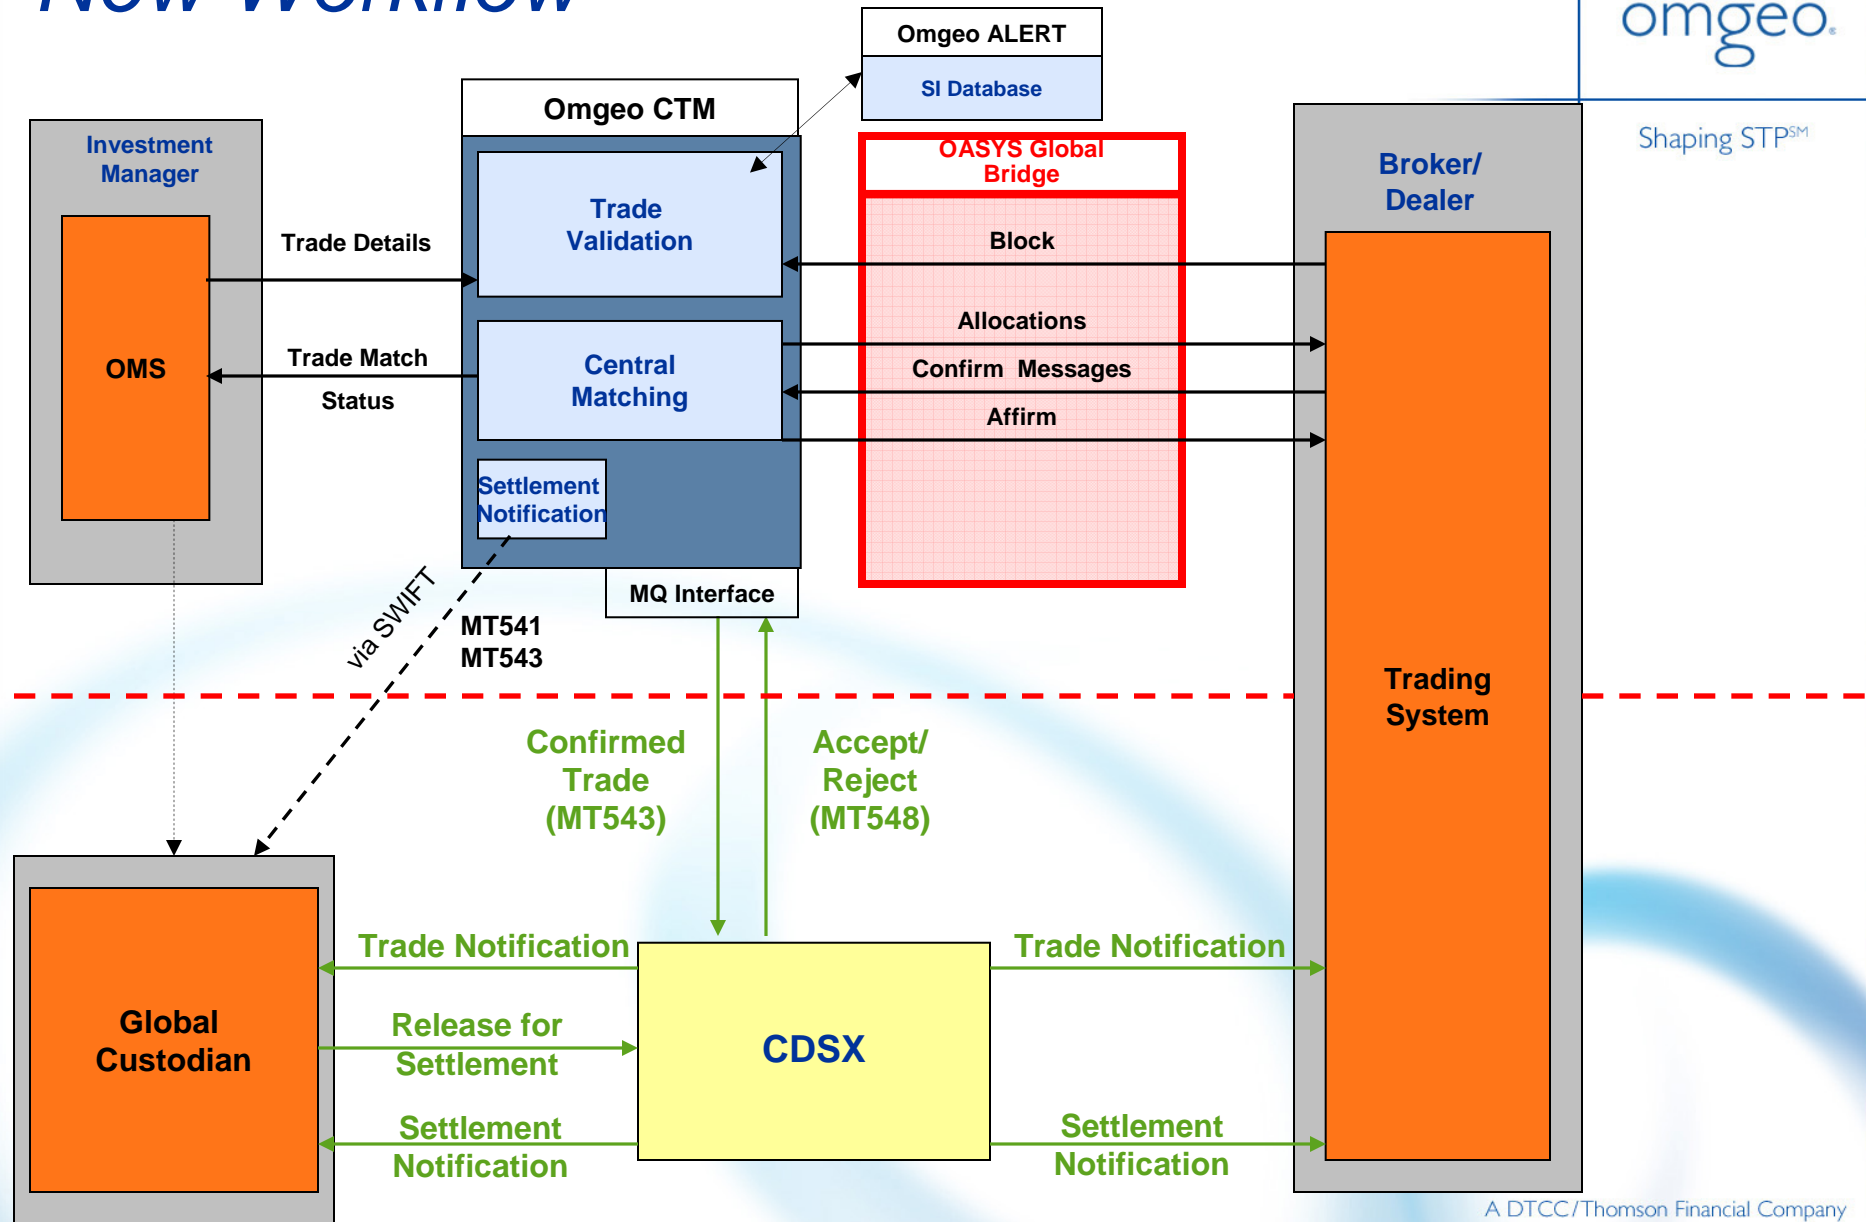 New Workflow
omgeo.
Shaping STP℠
Omgeo ALERT
SI Database
Omgeo CTM
Investment
Manager
OASYS Global
Bridge
Broker/
Dealer
Trade
Validation
Trade Details
Block
OMS
Allocations
Trade Match
Status
Central
Matching
Confirm Messages
Affirm
Settlement
Notification
MQ Interface
via SWIFT
MT541
MT543
Trading
System
Confirmed
Trade
(MT543)
Accept/
Reject
(MT548)
Trade Notification
Trade Notification
Global
Custodian
Release for
Settlement
CDSX
Settlement
Notification
Settlement
Notification
A DTCC/Thomson Financial Company